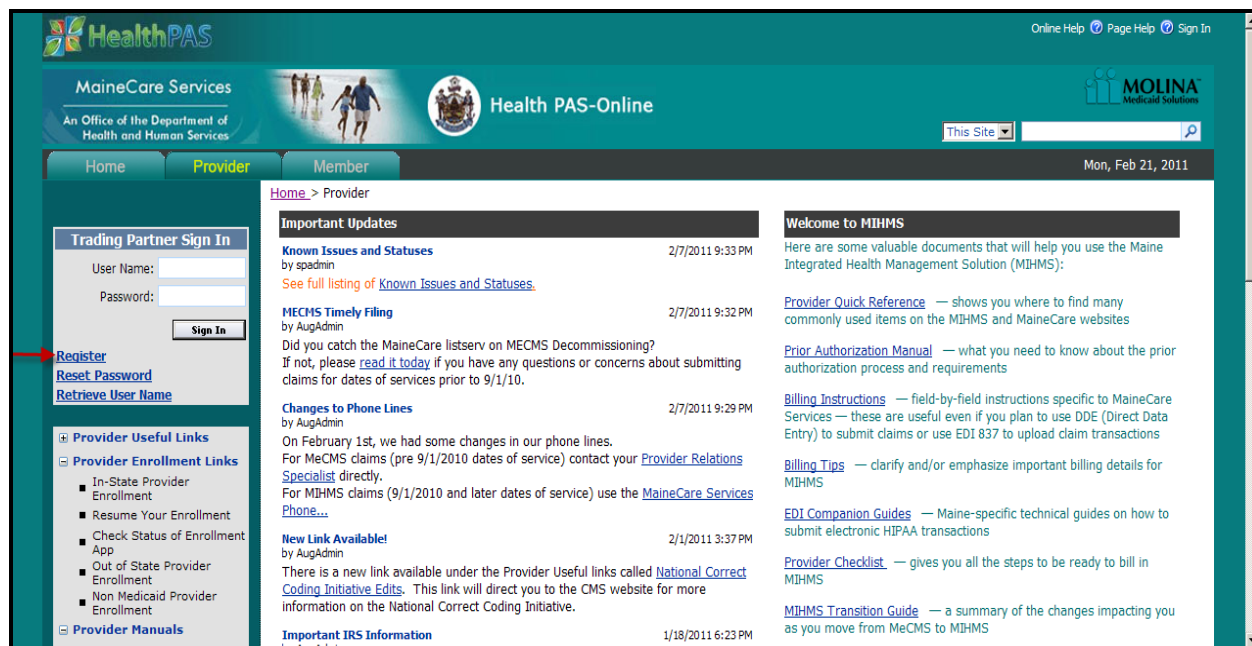 HealthPAS
Online Help ? Page Help ? Sign In
MaineCare Services
An Office of the Department of
Health and Human Services
Health PAS-Online
MOLINA
Medicaid Solutions
This Site
Home
Provider
Member
Mon, Feb 21, 2011
Home > Provider
Trading Partner Sign In
User Name:
Password:
Sign In
Register
Reset Password
Retrieve User Name
Provider Useful Links
Provider Enrollment Links
In-State Provider
Enrollment
Resume Your Enrollment
Check Status of Enrollment
App
Out of State Provider
Enrollment
Non Medicaid Provider
Enrollment
Provider Manuals
Important Updates
Known Issues and Statuses 2/7/2011 9:33 PM
by spadmin
See full listing of Known Issues and Statuses.
MECMS Timely Filing 2/7/2011 9:32 PM
by AugAdmin
Did you catch the MaineCare listserv on MECMS Decommissioning?
If not, please read it today if you have any questions or concerns about submitting
claims for dates of services prior to 9/1/10.
Changes to Phone Lines 2/7/2011 9:29 PM
by AugAdmin
On February 1st, we had some changes in our phone lines.
For MeCMS claims (pre 9/1/2010 dates of service) contact your Provider Relations
Specialist directly.
For MIHMS claims (9/1/2010 and later dates of service) use the MaineCare Services
Phone...
New Link Available! 2/1/2011 3:37 PM
by AugAdmin
There is a new link available under the Provider Useful links called National Correct
Coding Initiative Edits. This link will direct you to the CMS website for more
information on the National Correct Coding Initiative.
Important IRS Information 1/18/2011 6:23 PM
Welcome to MIHMS
Here are some valuable documents that will help you use the Maine
Integrated Health Management Solution (MIHMS):
Provider Quick Reference — shows you where to find many
commonly used items on the MIHMS and MaineCare websites
Prior Authorization Manual — what you need to know about the prior
authorization process and requirements
Billing Instructions — field-by-field instructions specific to MaineCare
Services — these are useful even if you plan to use DDE (Direct Data
Entry) to submit claims or use EDI 837 to upload claim transactions
Billing Tips — clarify and/or emphasize important billing details for
MIHMS
EDI Companion Guides — Maine-specific technical guides on how to
submit electronic HIPAA transactions
Provider Checklist — gives you all the steps to be ready to bill in
MIHMS
MIHMS Transition Guide — a summary of the changes impacting you
as you move from MeCMS to MIHMS